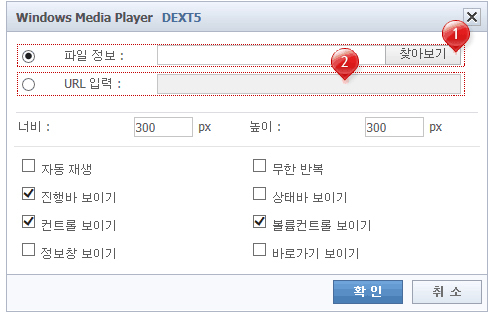 Windows Media Player DEXT5
1
파일 정보 : 찾아보기
2
URL 입력 :
너비 : 300 px 높이 : 300 px
자동 재생 무한 반복
진행바 보이기 상태바 보이기
컨트롤 보이기 볼륨컨트롤 보이기
정보창 보이기 바로가기 보이기
확 인 취 소